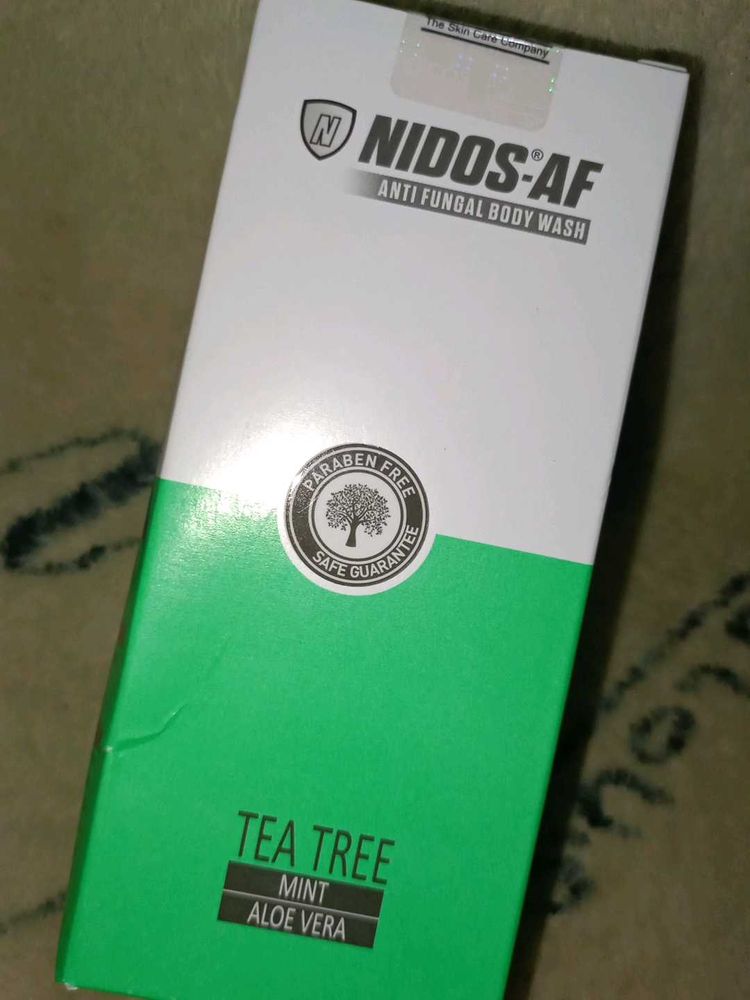 The Skin Care Company
N
NIDOS-AF®
ANTI FUNGAL BODY WASH
PARABEN FREE
SAFE GUARANTEE
TEA TREE
MINT
ALOE VERA